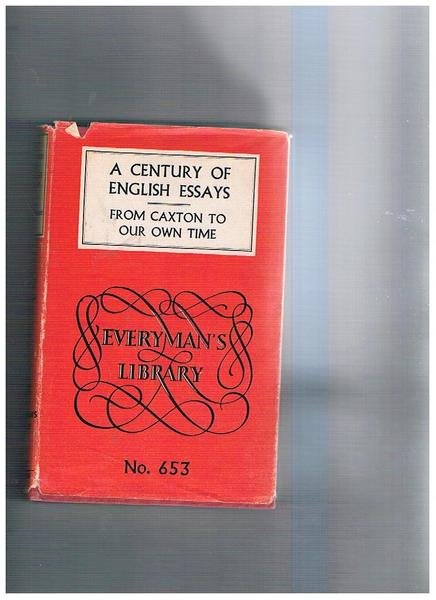 A CENTURY OF
ENGLISH ESSAYS
FROM CAXTON TO
OUR OWN TIME
EVERYMAN'S
LIBRARY
No. 653